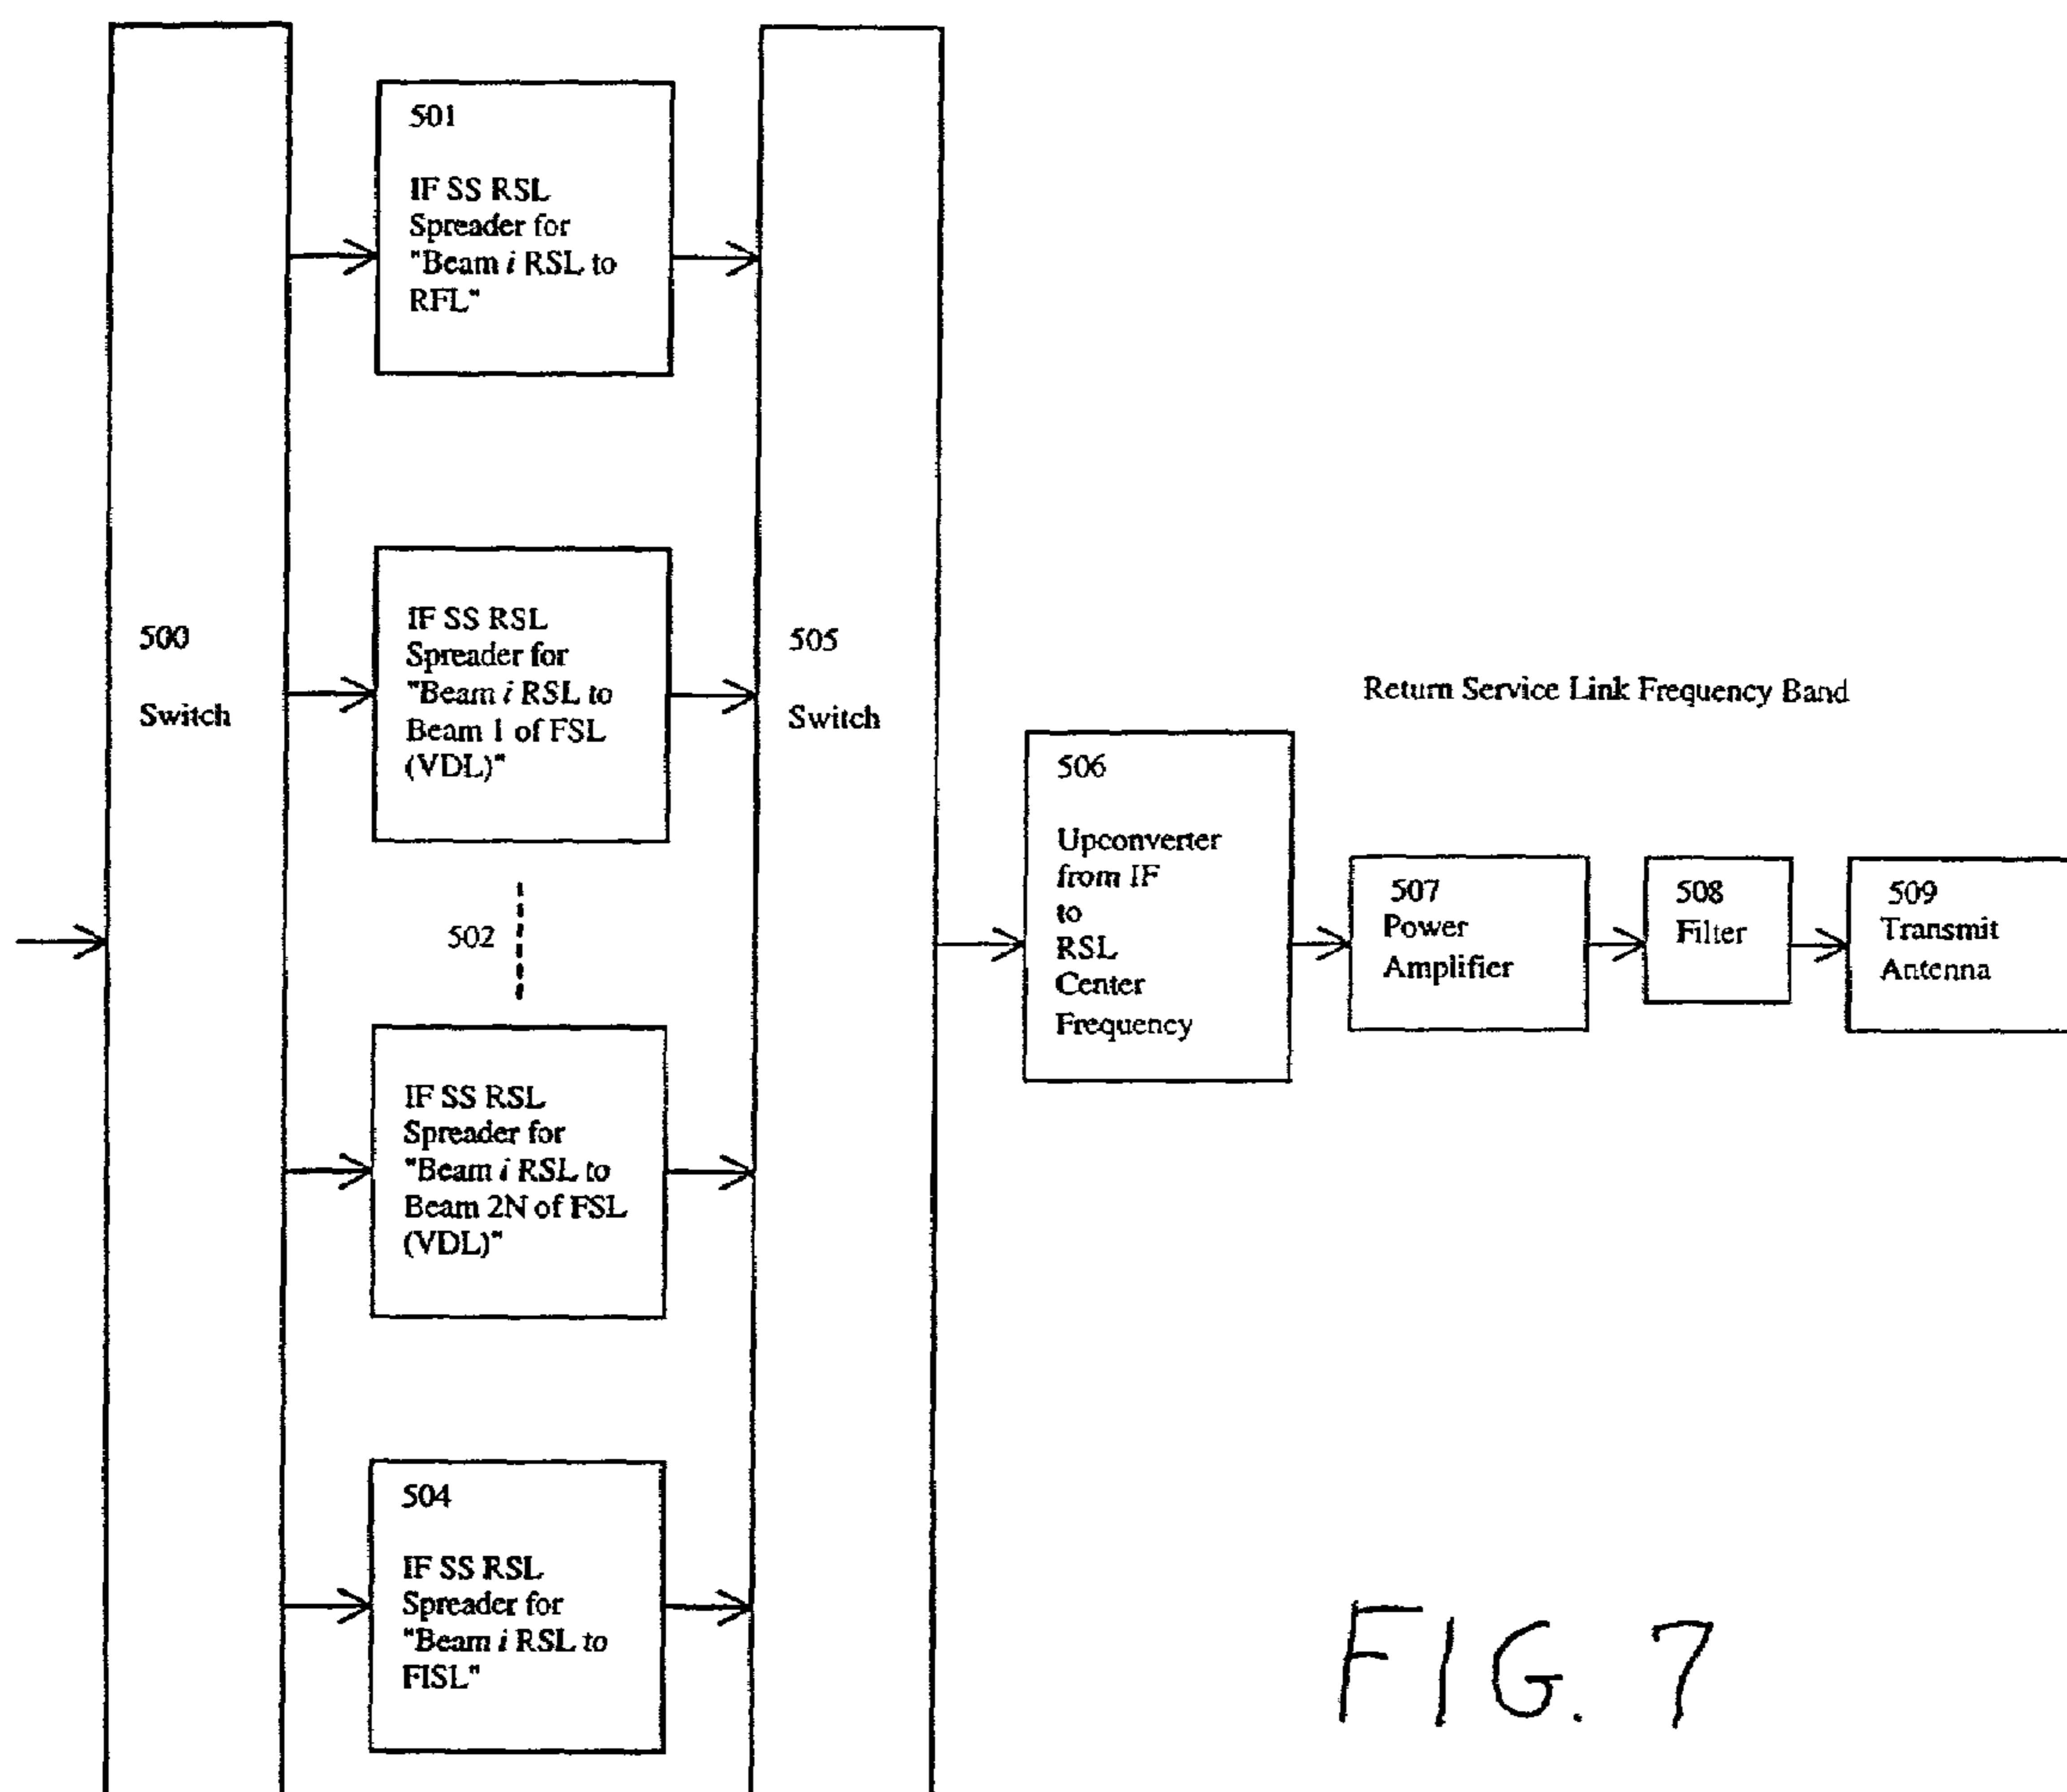 500
Switch
501
IF SS RSL
Spreader for
"Beam i RSL to
RFL"
IF SS RSL
Spreader for
"Beam i RSL to
Beam 1 of FSL
(VDL)"
502
IF SS RSL
Spreader for
"Beam i RSL to
Beam 2N of FSL
(VDL)"
504
IF SS RSL
Spreader for
"Beam i RSL to
FISL"
505
Switch
Return Service Link Frequency Band
506
Upconverter
from IF
to
RSL
Center
Frequency
507
Power
Amplifier
508
Filter
509
Transmit
Antenna
FIG. 7